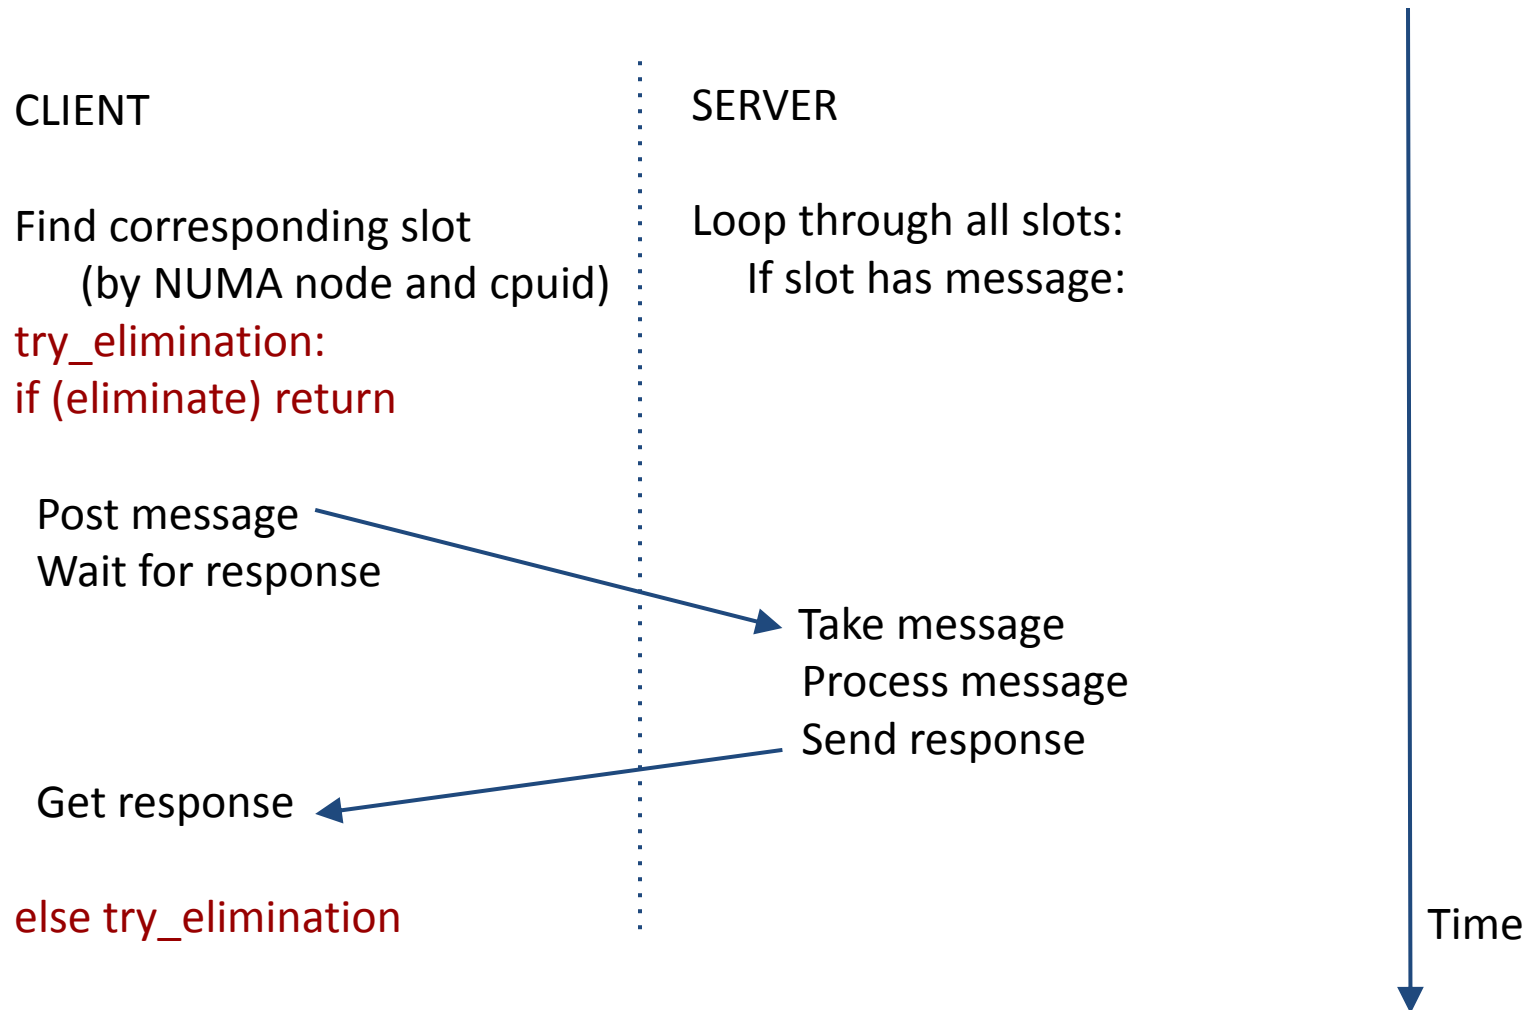 CLIENT
Find corresponding slot
(by NUMA node and cpuid)
try_elimination:
if (eliminate) return
Post message
Wait for response
Get response
else try_elimination
SERVER
Loop through all slots:
If slot has message:
Take message
Process message
Send response
Time